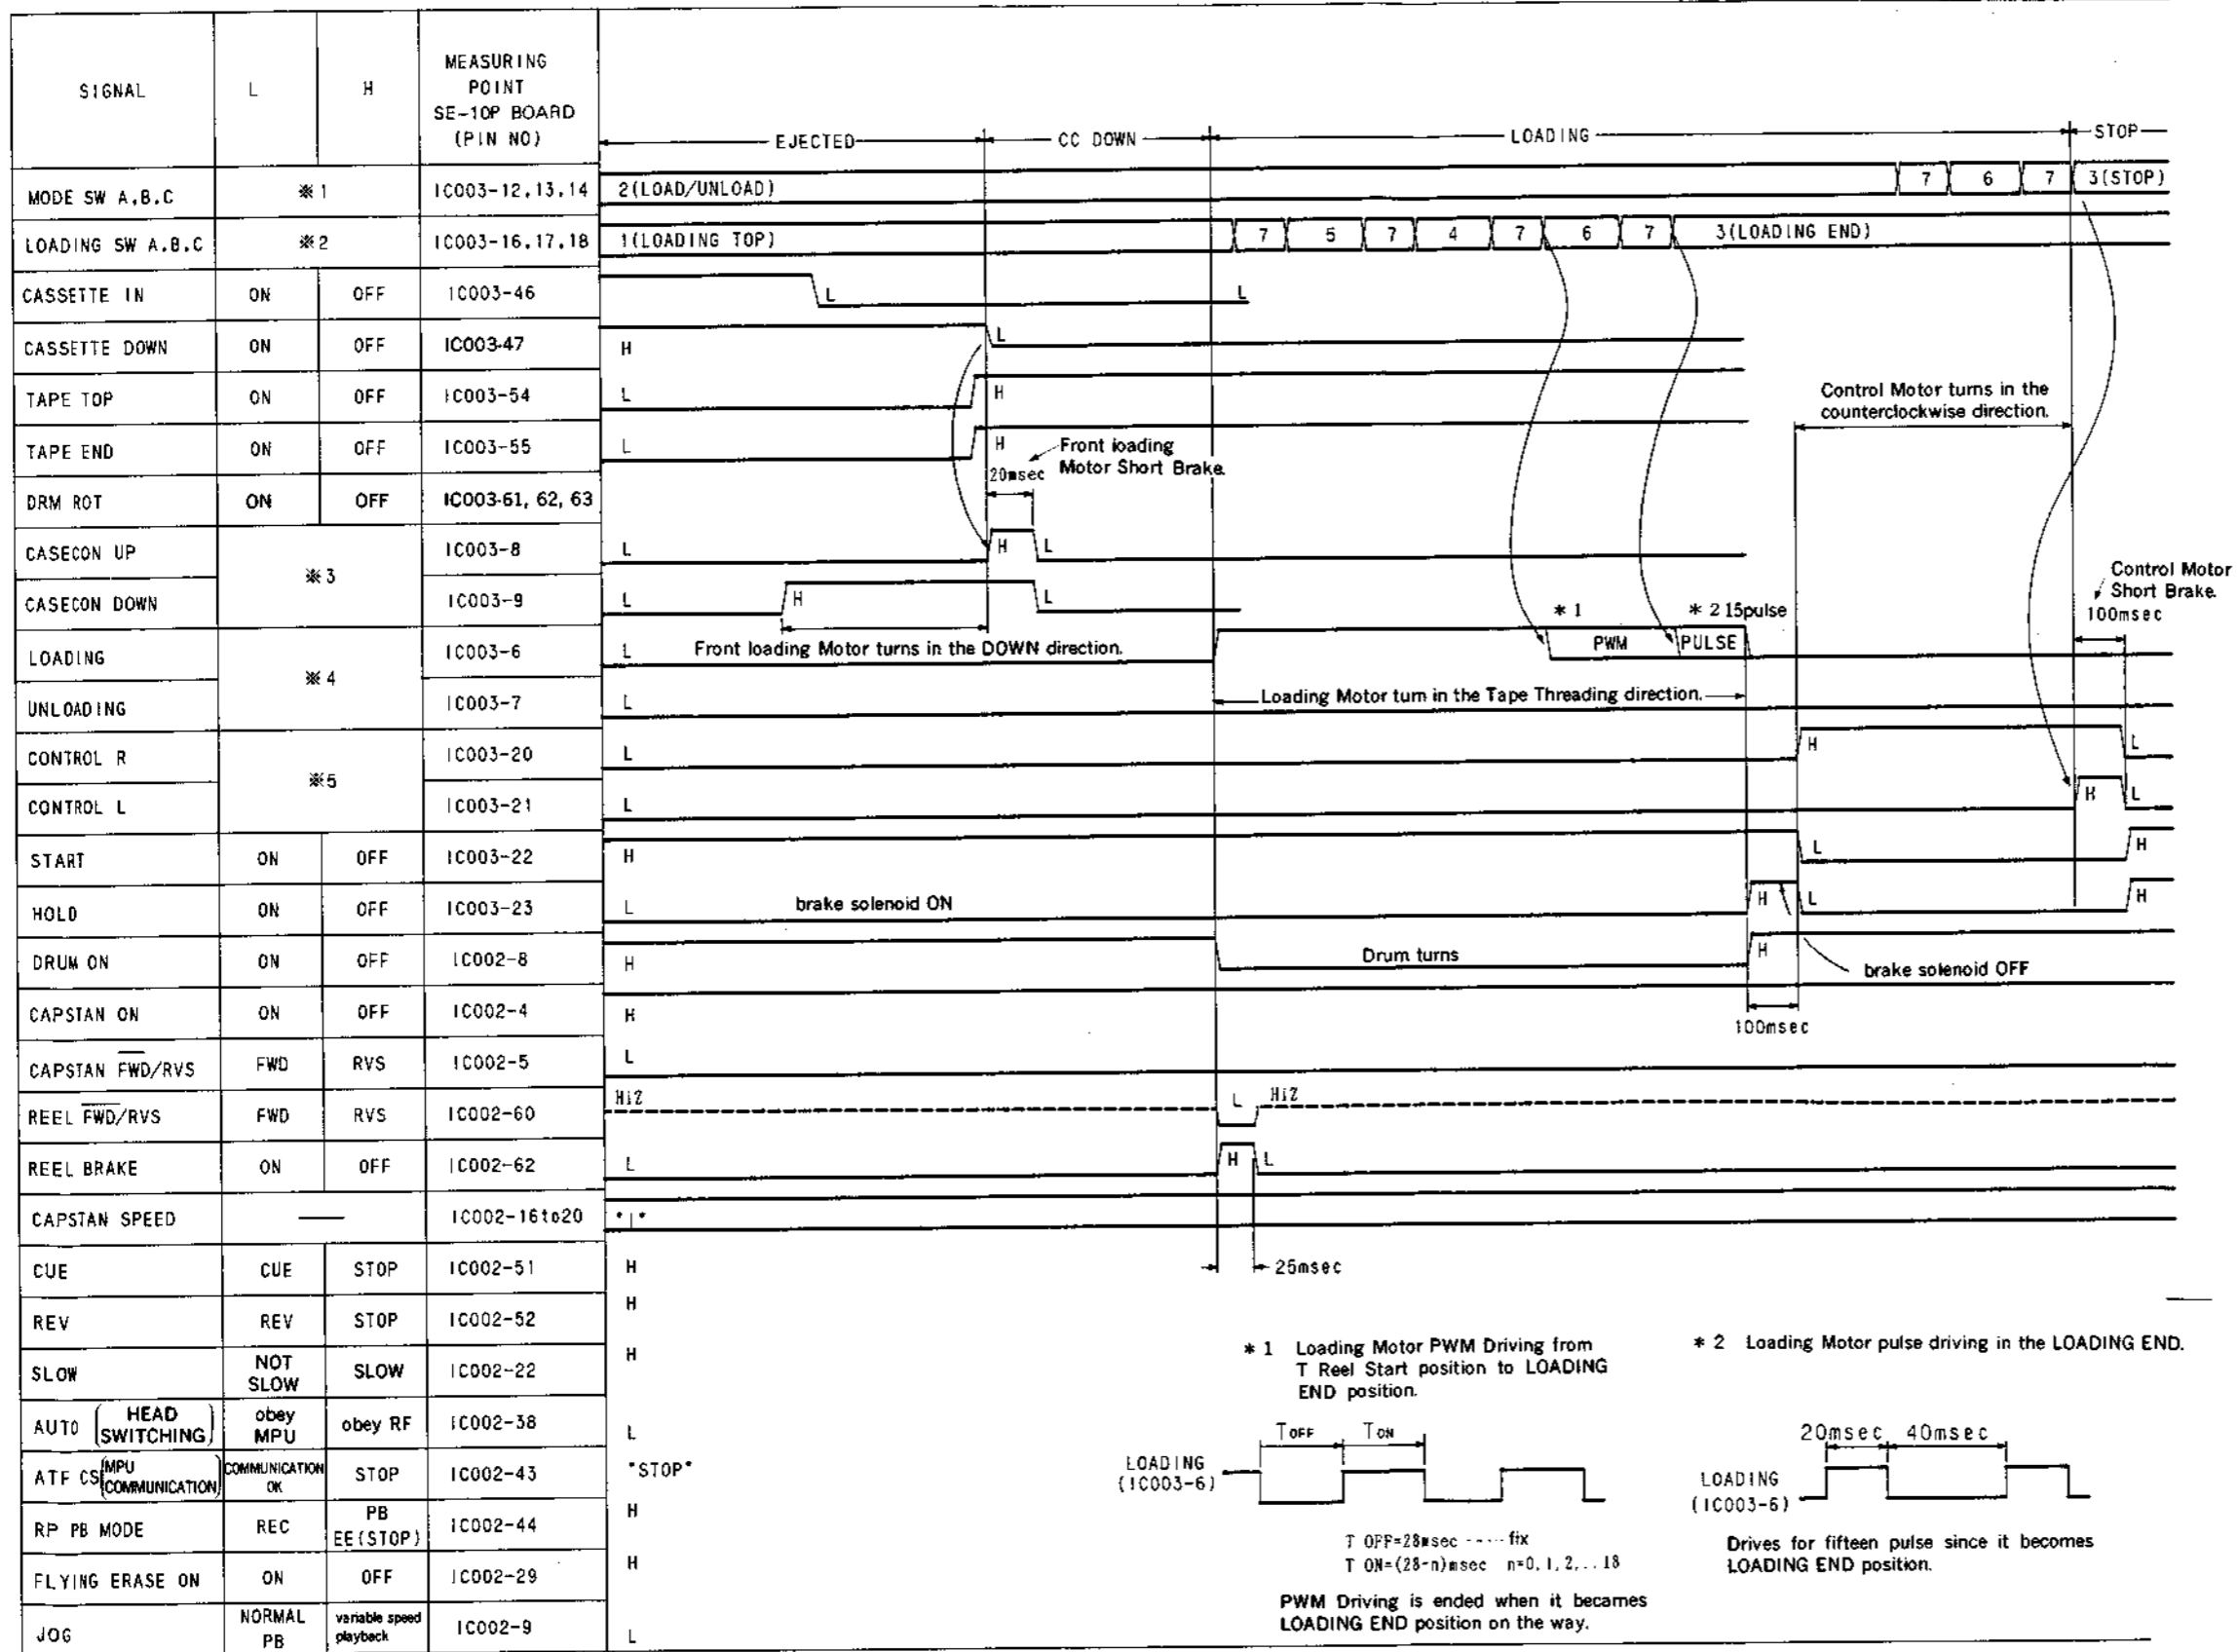 SIGNAL L H MEASURING POINT SE-10P BOARD (PIN NO)
EJECTED CC DOWN LOADING STOP
MODE SW A,B,C ※1 IC003-12,13,14 2(LOAD/UNLOAD) 7 6 7 3(STOP)
LOADING SW A,B,C ※2 IC003-16,17,18 1(LOADING TOP) 7 5 7 4 7 6 7 3(LOADING END)
CASSETTE IN ON OFF IC003-46 L L
CASSETTE DOWN ON OFF IC003-47 H L
TAPE TOP ON OFF IC003-54 L H
Control Motor turns in the
counterclockwise direction.
TAPE END ON OFF IC003-55 L H
Front loading
Motor Short Brake.
20msec
DRM ROT ON OFF IC003-61, 62, 63
CASECON UP ※3 IC003-8 L H L
CASECON DOWN IC003-9 L H L
Control Motor
Short Brake.
100msec
* 1 * 2 15pulse
LOADING ※4 IC003-6 L Front loading Motor turns in the DOWN direction. PWM PULSE
UNLOADING IC003-7 L Loading Motor turn in the Tape Threading direction.
CONTROL R ※5 IC003-20 L H L
CONTROL L IC003-21 L H L
START ON OFF IC003-22 H L H
HOLD ON OFF IC003-23 L brake solenoid ON H L H
DRUM ON ON OFF IC002-8 H Drum turns H
brake solenoid OFF
CAPSTAN ON ON OFF IC002-4 H
100msec
CAPSTAN FWD/RVS FWD RVS IC002-5 L
REEL FWD/RVS FWD RVS IC002-60 HiZ L HiZ
REEL BRAKE ON OFF IC002-62 L H L
CAPSTAN SPEED — IC002-16to20 "1"
CUE CUE STOP IC002-51 H
25msec
REV REV STOP IC002-52 H
SLOW NOT SLOW SLOW IC002-22 H
AUTO (HEAD SWITCHING) obey MPU obey RF IC002-38 L
ATF CS (MPU COMMUNICATION) COMMUNICATION OK STOP IC002-43 "STOP"
RP PB MODE REC PB EE(STOP) IC002-44 H
FLYING ERASE ON ON OFF IC002-29 H
JOG NORMAL PB variable speed playback IC002-9 L
* 1 Loading Motor PWM Driving from
T Reel Start position to LOADING
END position.
TOFF TON
LOADING
(IC003-6)
T OFF=28msec ----- fix
T ON=(28-n)msec n=0,1,2,..18
PWM Driving is ended when it becames
LOADING END position on the way.
* 2 Loading Motor pulse driving in the LOADING END.
20msec 40msec
LOADING
(IC003-6)
Drives for fifteen pulse since it becomes
LOADING END position.